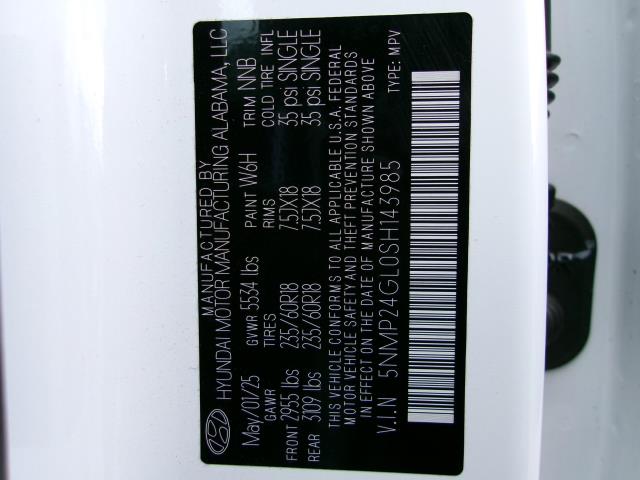 MANUFACTURED BY
HYUNDAI MOTOR MANUFACTURING ALABAMA, LLC
May/01/25 GVWR 5534 lbs PAINT W6H TRIM NNB
GAWR TIRES RIMS COLD TIRE INFL
FRONT 2955 lbs 235/60R18 7.5JX18 35 psi SINGLE
REAR 3109 lbs 235/60R18 7.5JX18 35 psi SINGLE
THIS VEHICLE CONFORMS TO ALL APPLICABLE U.S.A. FEDERAL
MOTOR VEHICLE SAFETY AND THEFT PREVENTION STANDARDS
IN EFFECT ON THE DATE OF MANUFACTURE SHOWN ABOVE
V.I.N 5NMP24GL0SH143985 TYPE: MPV